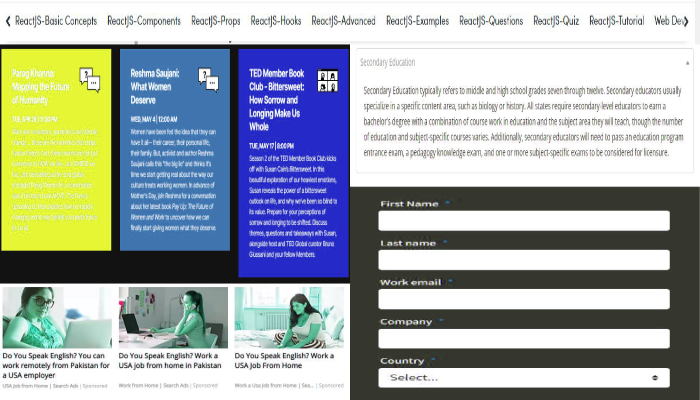 ReactJS-Basic Concepts ReactJS-Components ReactJS-Props ReactJS-Hooks ReactJS-Advanced ReactJS-Examples ReactJS-Questions ReactJS-Quiz ReactJS-Tutorial Web Dev
Parag Khanna:
Mapping the Future
of Humanity
Reshma Saujani:
What Women
Deserve
WED, MAY 4 | 12:00 AM
Women have been fed the idea that they can
have it all— their career, their personal life,
their family. But, activist and author Reshma
Saujani calls this "the big lie" and thinks it's
time we start getting real about the way our
culture treats working women. In advance of
Mother's Day, join Reshma for a conversation
about her latest book Pay Up: The Future of
Women and Work to uncover how we can
finally start giving women what they deserve.
TED Member Book
Club - Bittersweet:
How Sorrow and
Longing Make Us
Whole
TUE, MAY 17 | 8:00 PM
Season 2 of the TED Member Book Club kicks
off with Susan Cain's Bittersweet. In this
beautiful exploration of our heaviest emotions,
Susan reveals the power of a bittersweet
outlook on life, and why we've been so blind to
its value. Prepare for your perceptions of
sorrow and longing to be shifted. Discuss
themes, questions and takeaways with Susan,
alongside host and TED Global curator Bruno
Giussani and your fellow Members.
Do You Speak English? You can
work remotely from Pakistan for
a USA employer
USA Job from Home | Search Ads | Sponsored
Do You Speak English? Work a
USA job from home in Pakistan
Work from Home | Search Ads | Sponsored
Do You Speak English? Work a
USA Job From Home
Work a Usa Job from Home | Sea... | Sponsored
Secondary Education
Secondary Education typically refers to middle and high school grades seven through twelve. Secondary educators usually
specialize in a specific content area, such as biology or history. All states require secondary-level educators to earn a
bachelor's degree with a combination of course work in education and the subject area they will teach, though the number
of education and subject-specific courses varies. Additionally, secondary educators will need to pass an education program
entrance exam, a pedagogy knowledge exam, and one or more subject-specific exams to be considered for licensure.
First Name *
Last name *
Work email *
Company *
Country *
Select...